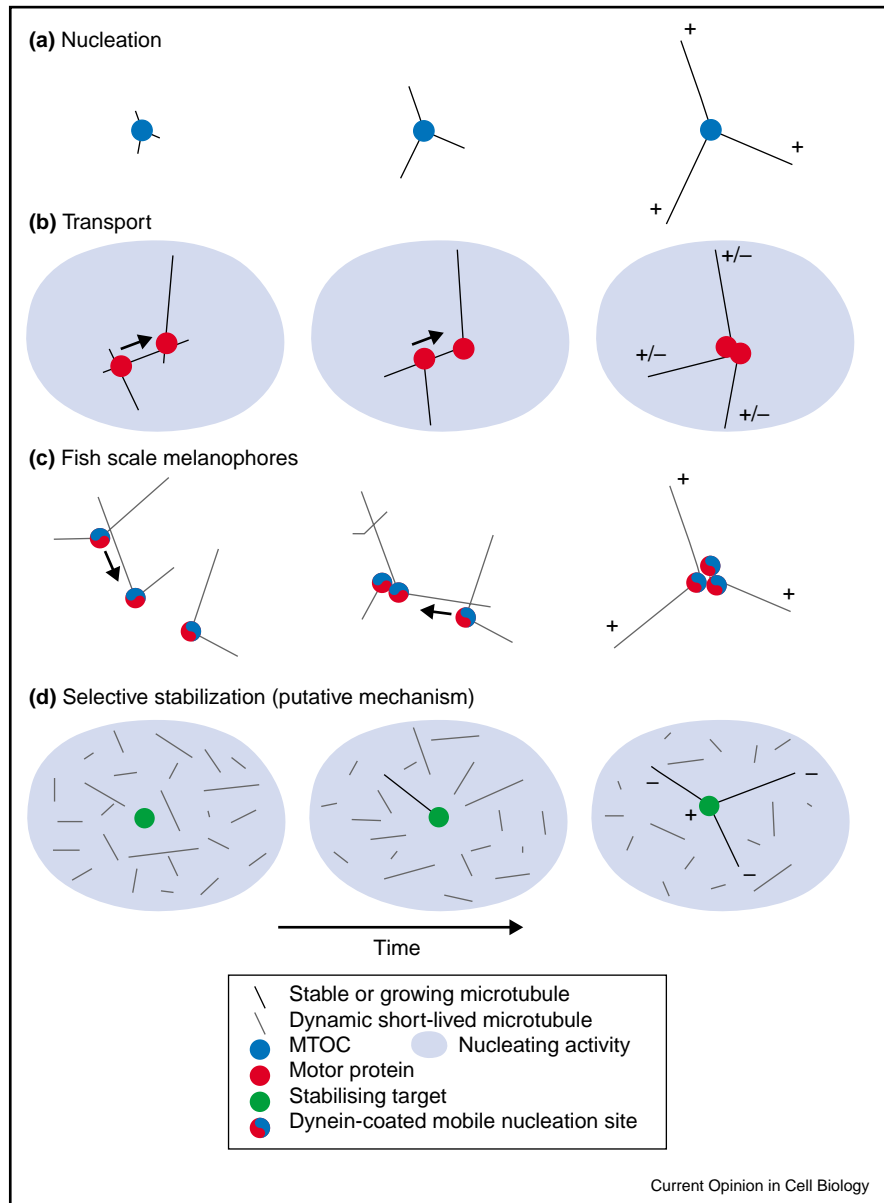 (a) Nucleation
+
+
+
(b) Transport
+/–
+/–
+/–
(c) Fish scale melanophores
+
+
+
(d) Selective stabilization (putative mechanism)
–
–
+
–
Time
Stable or growing microtubule
Dynamic short-lived microtubule
MTOC Nucleating activity
Motor protein
Stabilising target
Dynein-coated mobile nucleation site
Current Opinion in Cell Biology